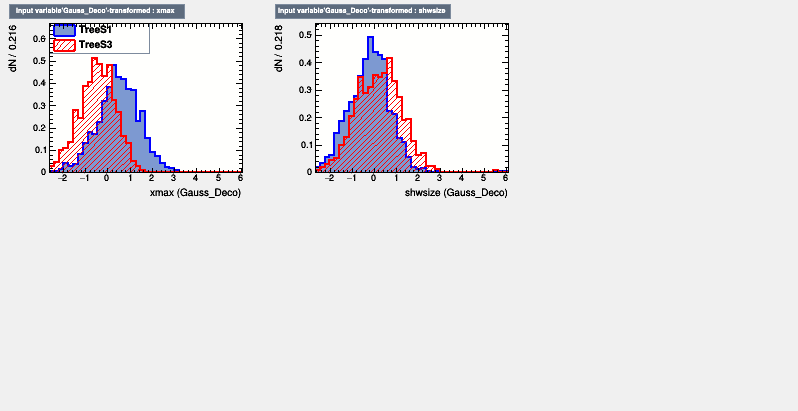 Input variable'Gauss_Deco'-transformed : xmax
TreeS1
TreeS3
dN / 0.216
0.6
0.5
0.4
0.3
0.2
0.1
0
−2 −1 0 1 2 3 4 5 6
xmax (Gauss_Deco)
Input variable'Gauss_Deco'-transformed : shwsize
dN / 0.218
0.5
0.4
0.3
0.2
0.1
0
−2 −1 0 1 2 3 4 5 6
shwsize (Gauss_Deco)